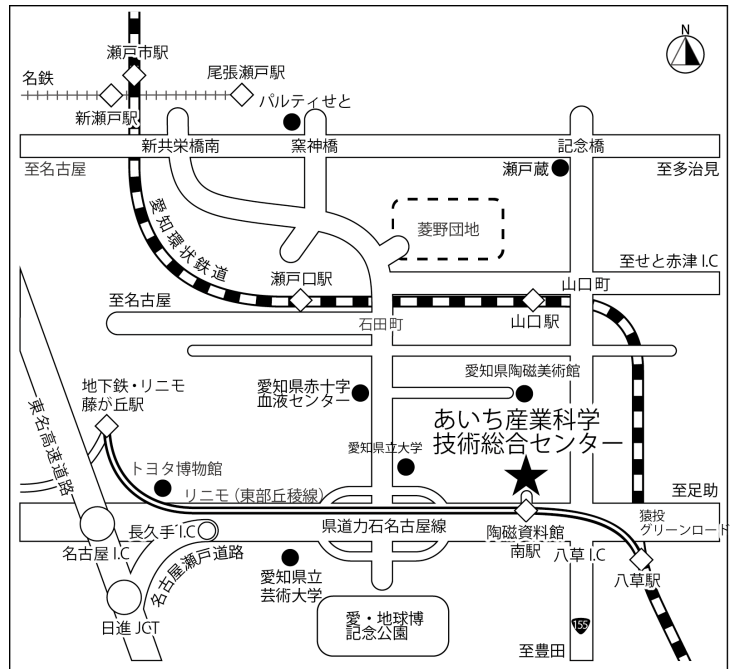 N
瀬戸市駅
名鉄
尾張瀬戸駅
新瀬戸駅
パルティせと
新共栄橋南
窯神橋
記念橋
至名古屋
瀬戸蔵
至多治見
愛知環状鉄道
菱野団地
至せと赤津 I.C
瀬戸口駅
山口町
至名古屋
石田町
山口駅
愛知県陶磁美術館
地下鉄・リニモ
藤が丘駅
愛知県赤十字
血液センター
あいち産業科学
技術総合センター
東名高速道路
愛知県立大学
トヨタ博物館
リニモ（東部丘稜線）
至足助
長久手 I.C
県道力石名古屋線
陶磁資料館
南駅
猿投
グリーンロード
名古屋 I.C
八草 I.C
名古屋瀬戸道路
愛知県立
芸術大学
八草駅
日進 JCT
愛・地球博
記念公園
155
至豊田